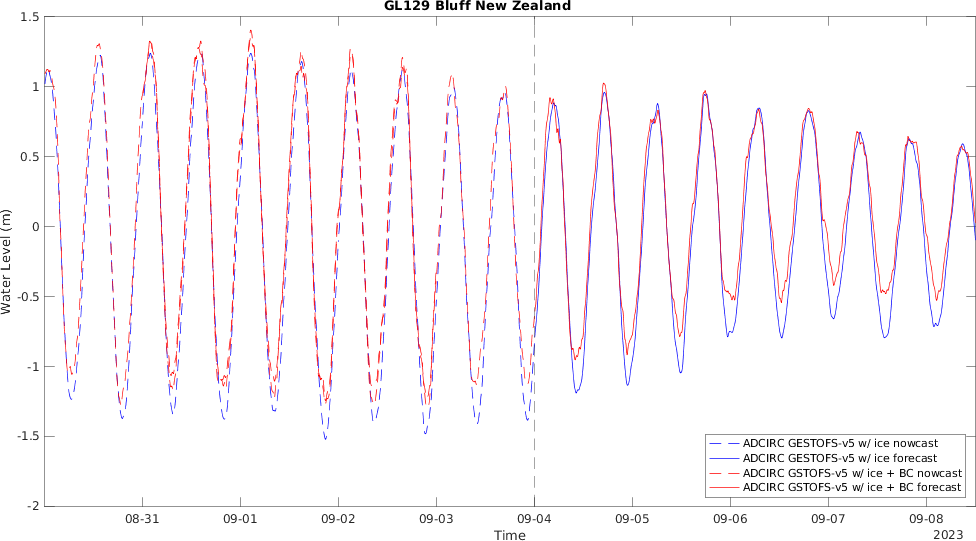 GL129 Bluff New Zealand
1.5
1
0.5
0
-0.5
-1
-1.5
-2
Water Level (m)
ADCIRC GESTOFS-v5 w/ ice nowcast
ADCIRC GESTOFS-v5 w/ ice forecast
ADCIRC GSTOFS-v5 w/ ice + BC nowcast
ADCIRC GSTOFS-v5 w/ ice + BC forecast
08-31 09-01 09-02 09-03 09-04 09-05 09-06 09-07 09-08
Time
2023